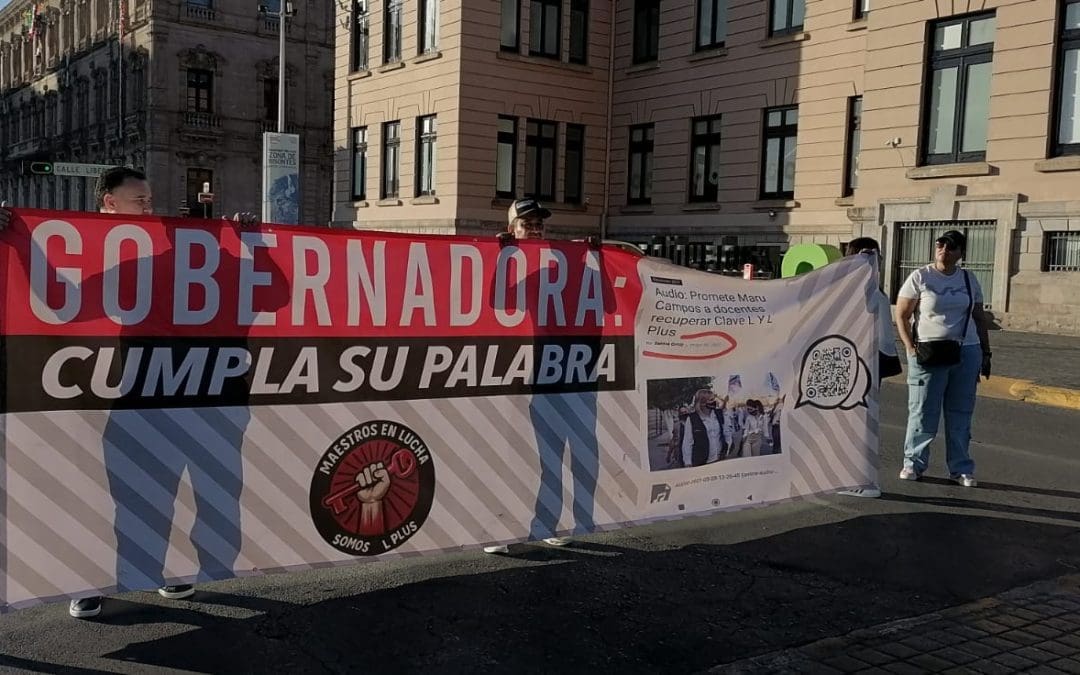 CALLE LIBE
ZONA DE
GOBERNADORA:
CUMPLA SU PALABRA
MAESTROS EN LUCHA
SOMOS L PLUS
Audio: Promete Maru
Campos a docentes
recuperar Clave L Y L
Plus